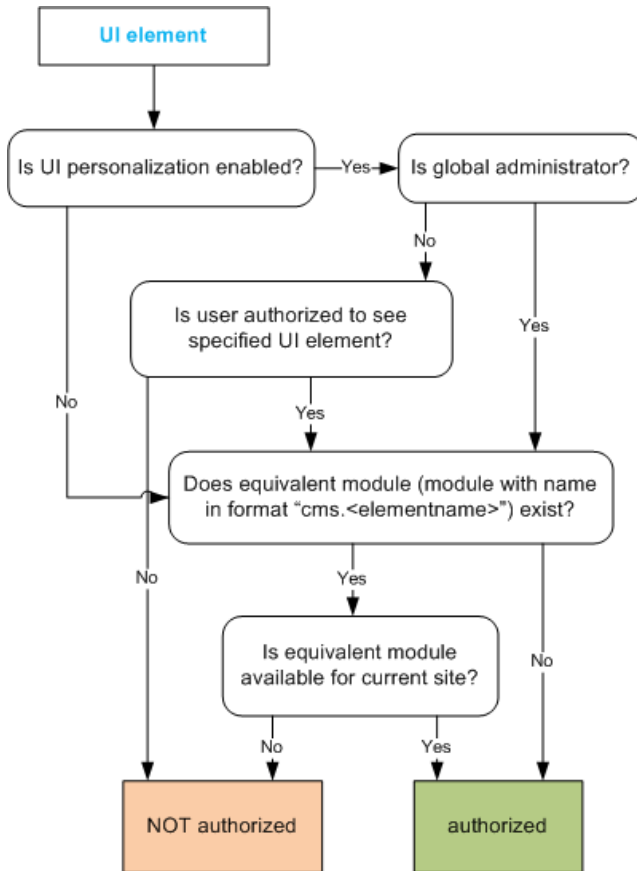 UI element
Is UI personalization enabled?
Yes
Is global administrator?
No
Is user authorized to see
specified UI element?
Yes
No
Yes
Does equivalent module (module with name
in format “cms.<elementname>”) exist?
No
Yes
No
Is equivalent module
available for current site?
No
Yes
NOT authorized
authorized